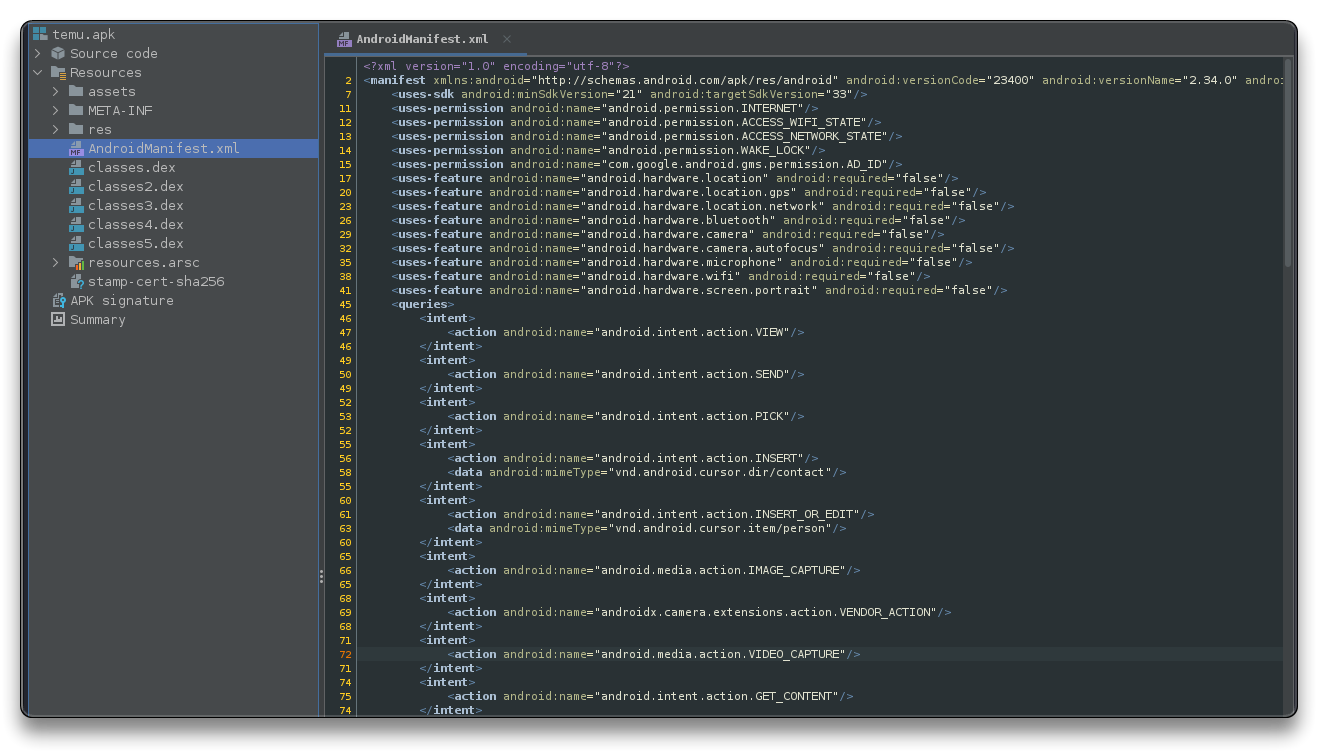 temu.apk
Source code
Resources
assets
META-INF
res
AndroidManifest.xml
classes.dex
classes2.dex
classes3.dex
classes4.dex
classes5.dex
resources.arsc
stamp-cert-sha256
APK signature
Summary
AndroidManifest.xml
<?xml version="1.0" encoding="utf-8"?>
2 <manifest xmlns:android="http://schemas.android.com/apk/res/android" android:versionCode="23400" android:versionName="2.34.0" andro:
7 <uses-sdk android:minSdkVersion="21" android:targetSdkVersion="33"/>
11 <uses-permission android:name="android.permission.INTERNET"/>
12 <uses-permission android:name="android.permission.ACCESS_WIFI_STATE"/>
13 <uses-permission android:name="android.permission.ACCESS_NETWORK_STATE"/>
14 <uses-permission android:name="android.permission.WAKE_LOCK"/>
15 <uses-permission android:name="com.google.android.gms.permission.AD_ID"/>
17 <uses-feature android:name="android.hardware.location" android:required="false"/>
20 <uses-feature android:name="android.hardware.location.gps" android:required="false"/>
23 <uses-feature android:name="android.hardware.location.network" android:required="false"/>
26 <uses-feature android:name="android.hardware.bluetooth" android:required="false"/>
29 <uses-feature android:name="android.hardware.camera" android:required="false"/>
32 <uses-feature android:name="android.hardware.camera.autofocus" android:required="false"/>
35 <uses-feature android:name="android.hardware.microphone" android:required="false"/>
38 <uses-feature android:name="android.hardware.wifi" android:required="false"/>
41 <uses-feature android:name="android.hardware.screen.portrait" android:required="false"/>
45 <queries>
46 <intent>
47 <action android:name="android.intent.action.VIEW"/>
46 </intent>
49 <intent>
50 <action android:name="android.intent.action.SEND"/>
49 </intent>
52 <intent>
53 <action android:name="android.intent.action.PICK"/>
52 </intent>
55 <intent>
56 <action android:name="android.intent.action.INSERT"/>
58 <data android:mimeType="vnd.android.cursor.dir/contact"/>
55 </intent>
60 <intent>
61 <action android:name="android.intent.action.INSERT_OR_EDIT"/>
63 <data android:mimeType="vnd.android.cursor.item/person"/>
60 </intent>
65 <intent>
66 <action android:name="android.media.action.IMAGE_CAPTURE"/>
65 </intent>
68 <intent>
69 <action android:name="androidx.camera.extensions.action.VENDOR_ACTION"/>
68 </intent>
71 <intent>
72 <action android:name="android.media.action.VIDEO_CAPTURE"/>
71 </intent>
74 <intent>
75 <action android:name="android.intent.action.GET_CONTENT"/>
74 </intent>